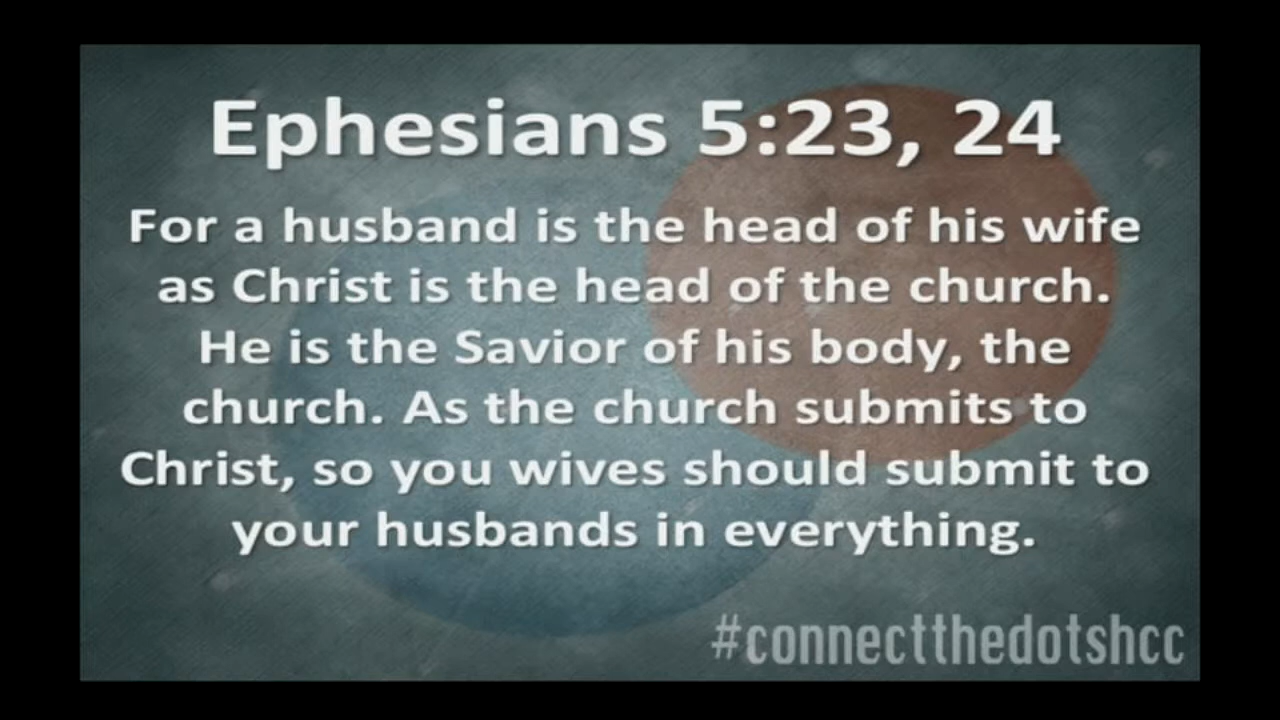 Ephesians 5:23, 24
For a husband is the head of his wife
as Christ is the head of the church.
He is the Savior of his body, the
church. As the church submits to
Christ, so you wives should submit to
your husbands in everything.
#connectthedotshcc